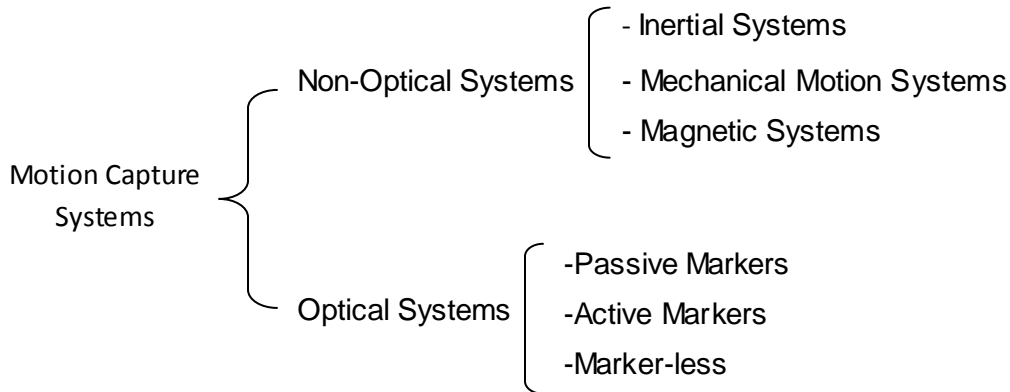 - Inertial Systems
Non-Optical Systems
- Mechanical Motion Systems
- Magnetic Systems
Motion Capture
Systems
-Passive Markers
Optical Systems
-Active Markers
-Marker-less